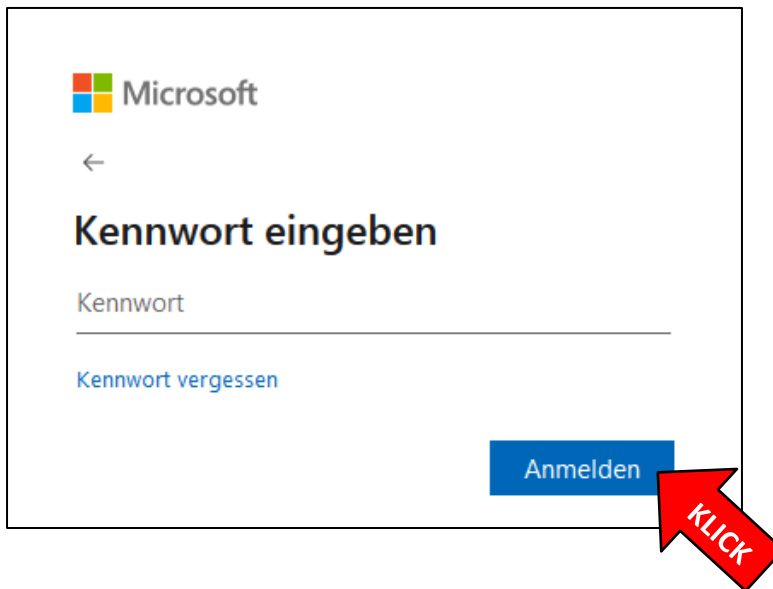 Microsoft
←
Kennwort eingeben
Kennwort
Kennwort vergessen
Anmelden
KLICK